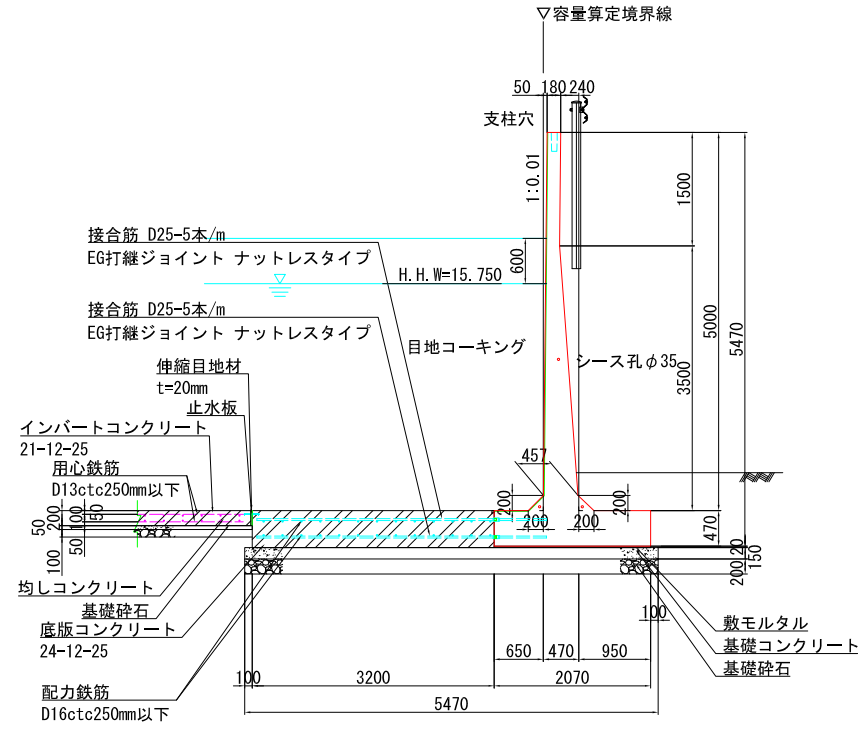 ▽容量算定境界線
50 180 240
支柱穴
1:0.01
1500
接合筋 D25-5本/m
EG打継ジョイント ナットレスタイプ
600
H.H.W=15.750
接合筋 D25-5本/m
EG打継ジョイント ナットレスタイプ
目地コーキング
シース孔φ35
3500
5000
5470
伸縮目地材
t=20mm
止水板
インバートコンクリート
21-12-25
用心鉄筋
D13ctc250mm以下
457
200
200
200
200
50
200
100
50
100
50
470
20
150
200
均しコンクリート
基礎砕石
底版コンクリート
24-12-25
配力鉄筋
D16ctc250mm以下
100
敷モルタル
基礎コンクリート
基礎砕石
650 470 950
100 3200 2070
5470